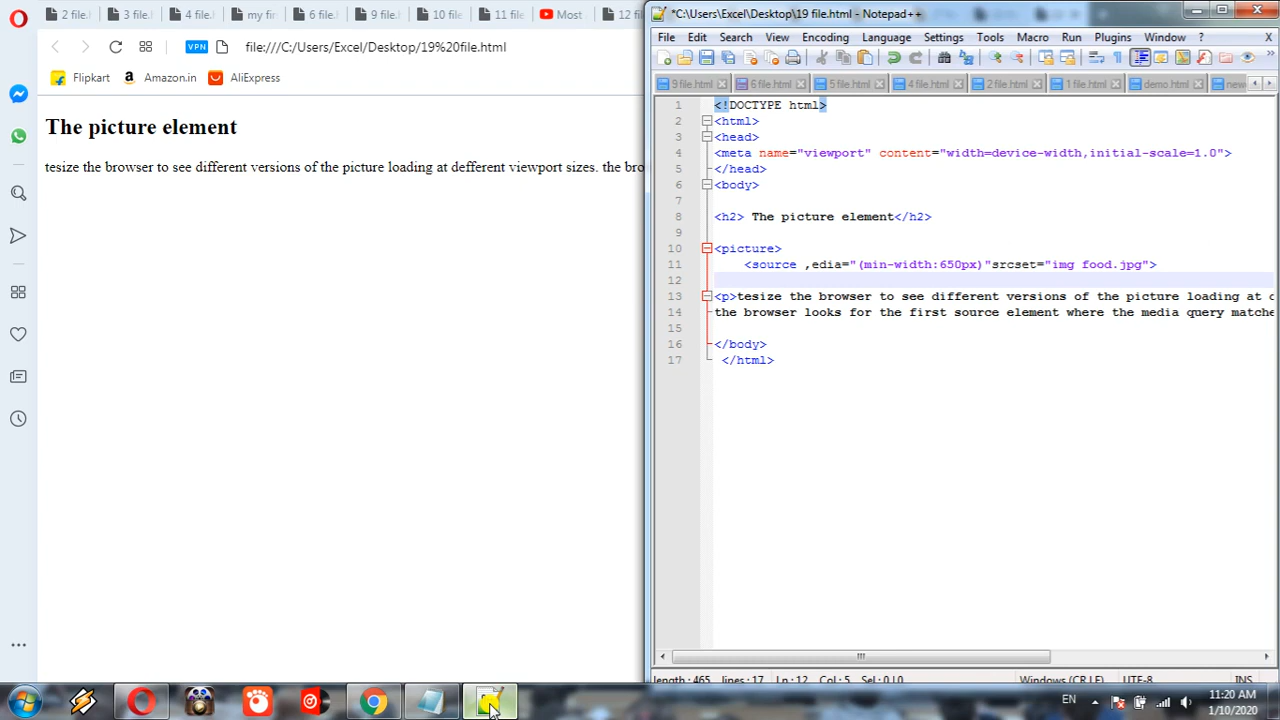 2 file.
3 file.
4 file.
my fir
6 file.
9 file.
10 file
11 file
Most
12 file
file:///C:/Users/Excel/Desktop/19%20file.html
VPN
Flipkart
Amazon.in
AliExpress
The picture element
tesize the browser to see different versions of the picture loading at defferent viewport sizes. the bro
*C:\Users\Excel\Desktop\19 file.html - Notepad++
File Edit Search View Encoding Language Settings Tools Macro Run Plugins Window ? X
9 file.html
6 file.html
5 file.html
4 file.html
2 file.html
1 file.html
demo.html
new
1 <!DOCTYPE html>
2 <html>
3 <head>
4 <meta name="viewport" content="width=device-width,initial-scale=1.0">
5 </head>
6 <body>
7
8 <h2> The picture element</h2>
9
10 <picture>
11 <source ,edia="(min-width:650px)"srcset="img food.jpg">
12
13 <p>tesize the browser to see different versions of the picture loading at
14 the browser looks for the first source element where the media query matche
15
16 </body>
17 </html>
length:465 lines:17
Ln:12 Col:5 Sel:0|0
Windows (CR LF)
UTF-8
INS
EN
11:20 AM
1/10/2020